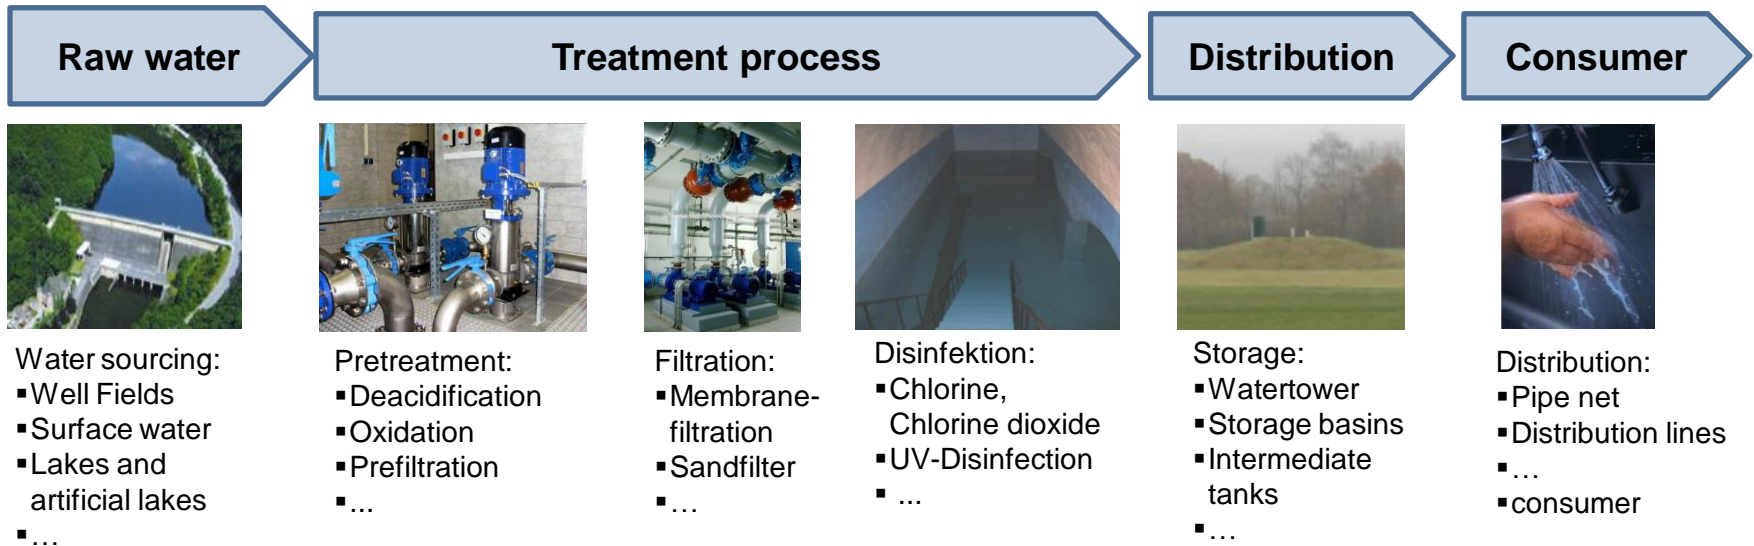 Raw water
Treatment process
Distribution
Consumer
Water sourcing:
▪Well Fields
▪Surface water
▪Lakes and
artificial lakes
▪...
Pretreatment:
▪Deacidification
▪Oxidation
▪Prefiltration
▪...
Filtration:
▪Membrane-
filtration
▪Sandfilter
▪...
Disinfektion:
▪Chlorine,
Chlorine dioxide
▪UV-Disinfection
▪ ...
Storage:
▪Watertower
▪Storage basins
▪Intermediate
tanks
▪...
Distribution:
▪Pipe net
▪Distribution lines
▪...
▪consumer